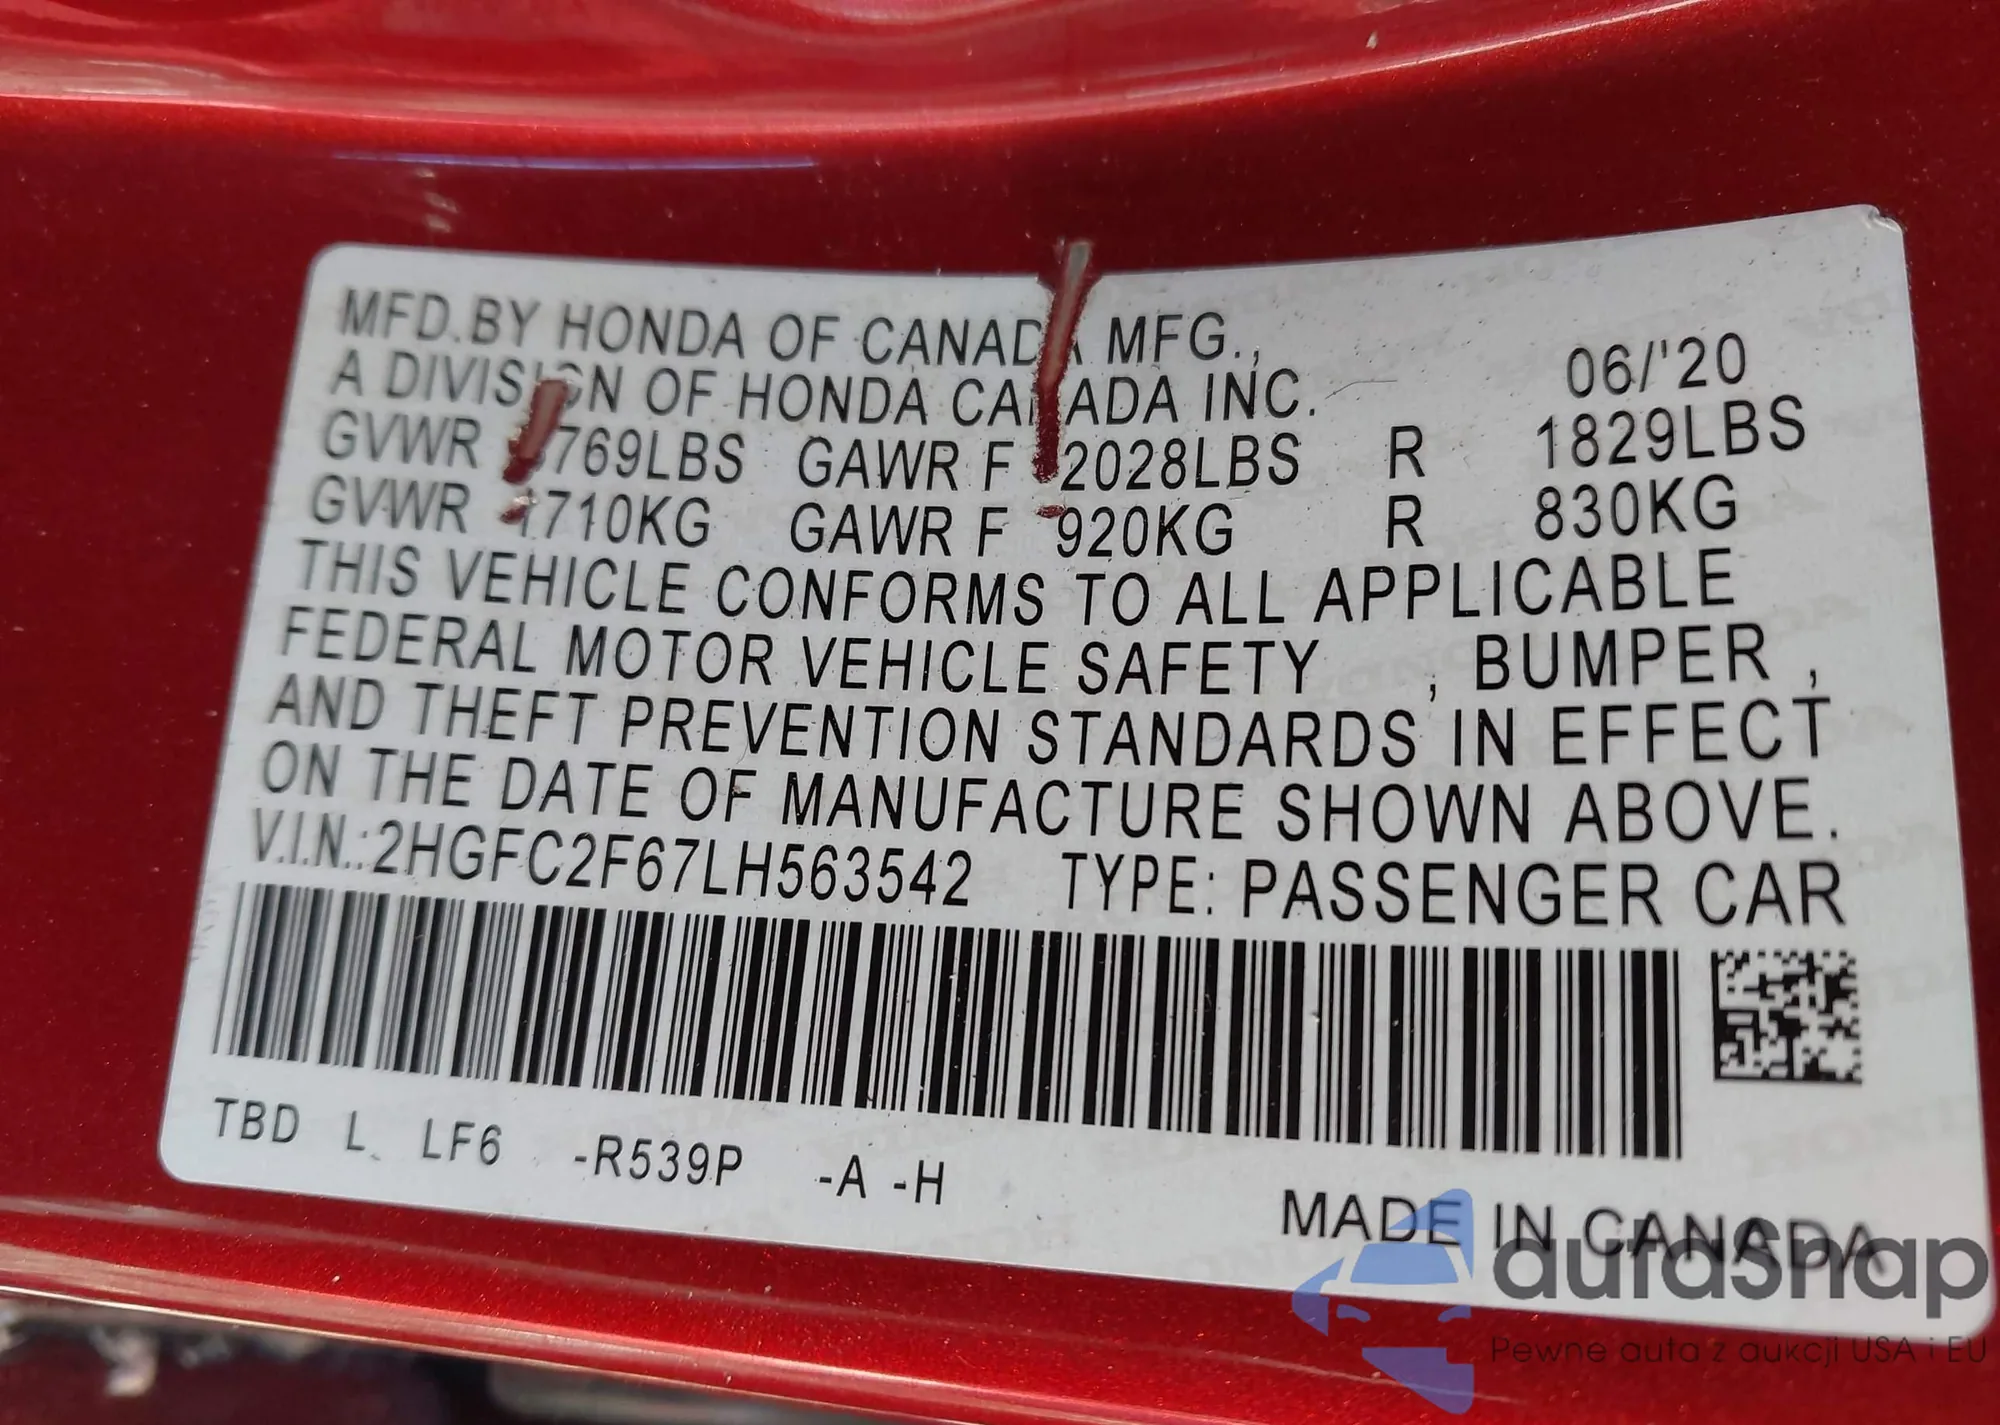 MFD.BY HONDA OF CANADA MFG.,
A DIVISION OF HONDA CANADA INC. 06/'20
GVWR 3769LBS GAWR F 2028LBS R 1829LBS
GVWR 1710KG GAWR F 920KG R 830KG
THIS VEHICLE CONFORMS TO ALL APPLICABLE
FEDERAL MOTOR VEHICLE SAFETY , BUMPER ,
AND THEFT PREVENTION STANDARDS IN EFFECT
ON THE DATE OF MANUFACTURE SHOWN ABOVE.
V.I.N.:2HGFC2F67LH563542 TYPE: PASSENGER CAR
TBD L LF6 -R539P -A -H
MADE IN CANADA
autaSnap
Pewne auta z aukcji USA i EU